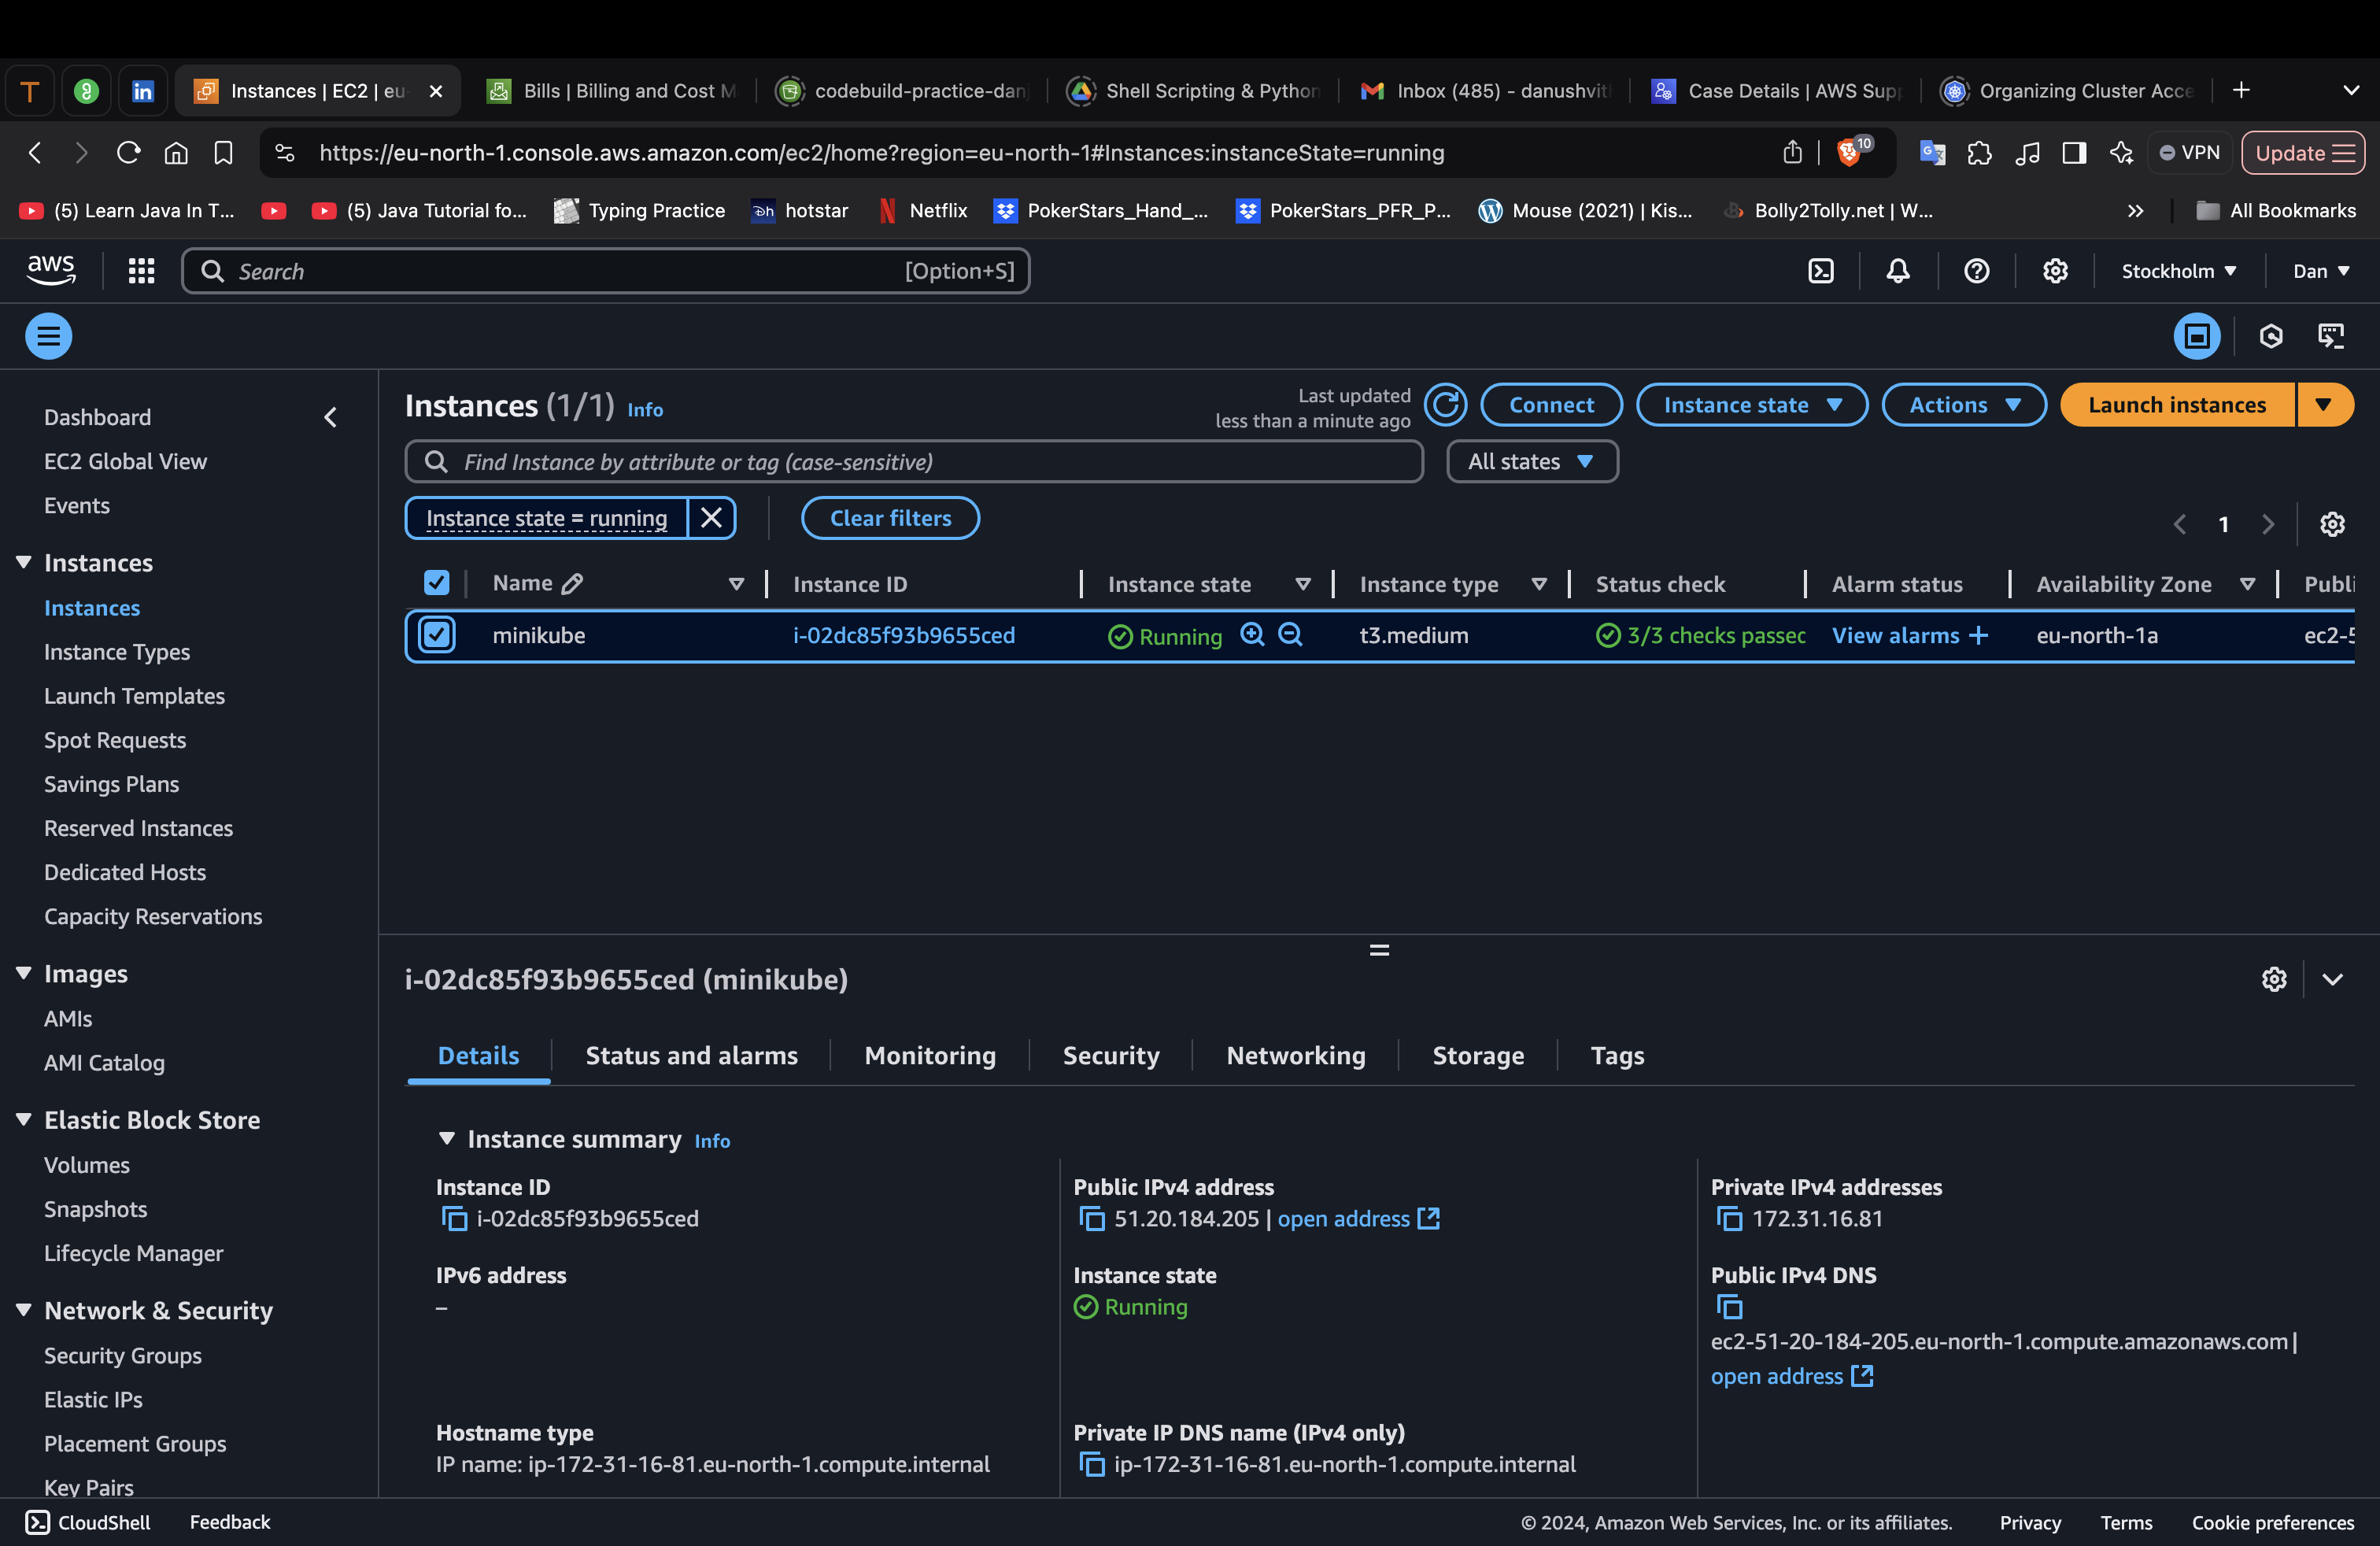 Instances | EC2 | eu-
Bills | Billing and Cost M
codebuild-practice-danj
Shell Scripting & Python
Inbox (485) - danushvith
Case Details | AWS Supp
Organizing Cluster Acce
https://eu-north-1.console.aws.amazon.com/ec2/home?region=eu-north-1#Instances:instanceState=running
10
VPN
Update
(5) Learn Java In T...
(5) Java Tutorial fo...
Typing Practice
hotstar
Netflix
PokerStars_Hand_...
PokerStars_PFR_P...
Mouse (2021) | Kis...
Bolly2Tolly.net | W...
All Bookmarks
aws
Search
[Option+S]
Stockholm
Dan
Dashboard
EC2 Global View
Events
Instances
Instances
Instance Types
Launch Templates
Spot Requests
Savings Plans
Reserved Instances
Dedicated Hosts
Capacity Reservations
Images
AMIs
AMI Catalog
Elastic Block Store
Volumes
Snapshots
Lifecycle Manager
Network & Security
Security Groups
Elastic IPs
Placement Groups
Key Pairs
Instances (1/1) Info
Last updated
less than a minute ago
Connect
Instance state
Actions
Launch instances
Find Instance by attribute or tag (case-sensitive)
All states
Instance state = running
Clear filters
1
Name
Instance ID
Instance state
Instance type
Status check
Alarm status
Availability Zone
Publi
minikube
i-02dc85f93b9655ced
Running
t3.medium
3/3 checks passed
View alarms +
eu-north-1a
ec2-5
i-02dc85f93b9655ced (minikube)
Details
Status and alarms
Monitoring
Security
Networking
Storage
Tags
Instance summary Info
Instance ID
i-02dc85f93b9655ced
Public IPv4 address
51.20.184.205 | open address
Private IPv4 addresses
172.31.16.81
IPv6 address
–
Instance state
Running
Public IPv4 DNS
ec2-51-20-184-205.eu-north-1.compute.amazonaws.com |
open address
Hostname type
IP name: ip-172-31-16-81.eu-north-1.compute.internal
Private IP DNS name (IPv4 only)
ip-172-31-16-81.eu-north-1.compute.internal
CloudShell
Feedback
© 2024, Amazon Web Services, Inc. or its affiliates.
Privacy
Terms
Cookie preferences